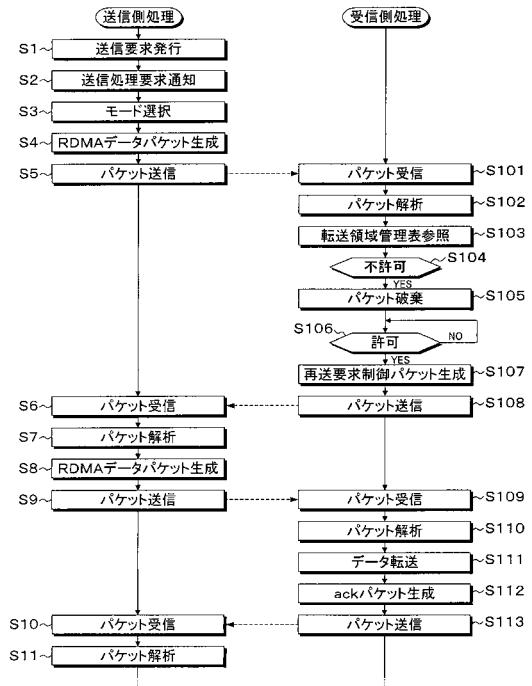 送信側処理
受信側処理
S1 送信要求発行
S2 送信処理要求通知
S3 モード選択
S4 RDMAデータパケット生成
S5 パケット送信
パケット受信 S101
パケット解析 S102
転送領域管理表参照 S103
不許可 S104
YES
パケット破棄 S105
S106 許可 NO
YES
再送要求制御パケット生成 S107
S6 パケット受信
パケット送信 S108
S7 パケット解析
S8 RDMAデータパケット生成
S9 パケット送信
パケット受信 S109
パケット解析 S110
データ転送 S111
ackパケット生成 S112
S10 パケット受信
パケット送信 S113
S11 パケット解析